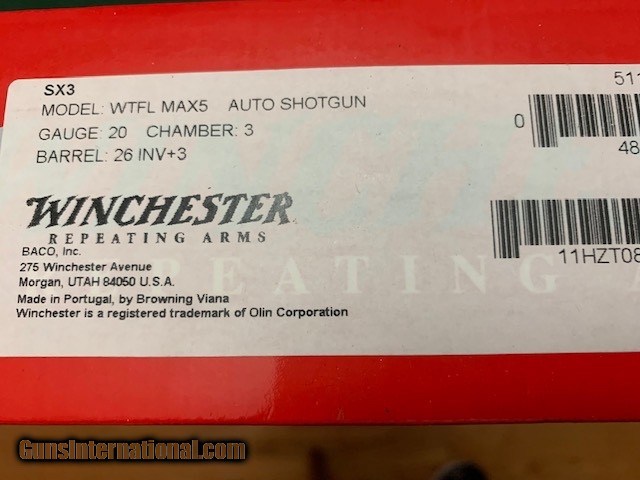 SX3
MODEL: WTFL MAX5 AUTO SHOTGUN
GAUGE: 20 CHAMBER: 3
BARREL: 26 INV+3
511
0
48
WINCHESTER
REPEATING ARMS
11HZT08
BACO, Inc.
275 Winchester Avenue
Morgan, UTAH 84050 U.S.A.
Made in Portugal, by Browning Viana
Winchester is a registered trademark of Olin Corporation
REPEATING A
GunsInternational.com